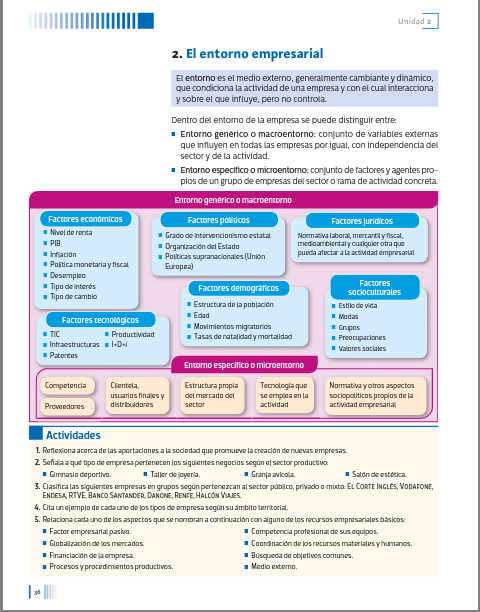 Unidad 2
2. El entorno empresarial
El entorno es el medio externo, generalmente cambiante y dinámico,
que condiciona la actividad de una empresa y con el cual interacciona
y sobre el que influye, pero no controla.
Dentro del entorno de la empresa se puede distinguir entre:
Entorno genérico o macroentorno: conjunto de variables externas
que influyen en todas las empresas por igual, con independencia del
sector y de la actividad.
Entorno específico o microentorno: conjunto de factores y agentes pro-
pios de un grupo de empresas del sector o rama de actividad concreta.
Entorno genérico o macroentorno
Factores económicos
Nivel de renta
PIB
Inflación
Política monetaria y fiscal
Desempleo
Tipo de interés
Tipo de cambio
Factores políticos
Grado de intervencionismo estatal
Organización del Estado
Políticas supranacionales (Unión
Europea)
Factores jurídicos
Normativa laboral, mercantil y fiscal,
medioambiental y cualquier otra que
pueda afectar a la actividad empresarial
Factores demográficos
Estructura de la población
Edad
Movimientos migratorios
Tasas de natalidad y mortalidad
Factores
socioculturales
Estilo de vida
Modas
Grupos
Preocupaciones
Valores sociales
Factores tecnológicos
TIC
Infraestructuras
Patentes
Productividad
I+D+i
Entorno específico o microentorno
Competencia
Proveedores
Clientela,
usuarios finales y
distribuidores
Estructura propia
del mercado del
sector
Tecnología que
se emplea en la
actividad
Normativa y otros aspectos
sociopolíticos propios de la
actividad empresarial
Actividades
1. Reflexiona acerca de las aportaciones a la sociedad que promueve la creación de nuevas empresas.
2. Señala a qué tipo de empresa pertenecen los siguientes negocios según el sector productivo:
Gimnasio deportivo. Taller de joyería. Granja avícola. Salón de estética.
3. Clasifica las siguientes empresas en grupos según pertenezcan al sector público, privado o mixto: El Corte Inglés, Vodafone,
Endesa, RTVE, Banco Santander, Danone, Renfe, Halcón Viajes.
4. Cita un ejemplo de cada uno de los tipos de empresa según su ámbito territorial.
5. Relaciona cada uno de los aspectos que se nombran a continuación con alguno de los recursos empresariales básicos:
Factor empresarial pasivo.
Globalización de los mercados.
Financiación de la empresa.
Procesos y procedimientos productivos.
Competencia profesional de sus equipos.
Coordinación de los recursos materiales y humanos.
Búsqueda de objetivos comunes.
Medio externo.
36